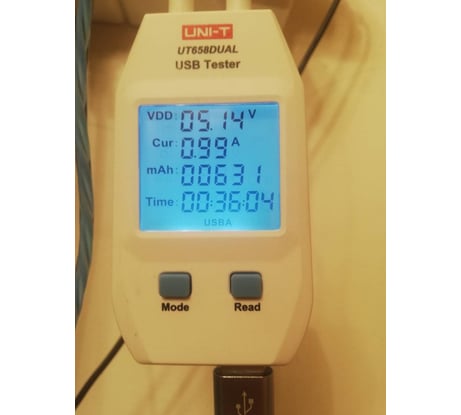 UNI-T
UT658DUAL
USB Tester
VDD: 05.14 V
Cur: 0.99 A
mAh: 00631
Time: 00:36:04
USBA
Mode Read